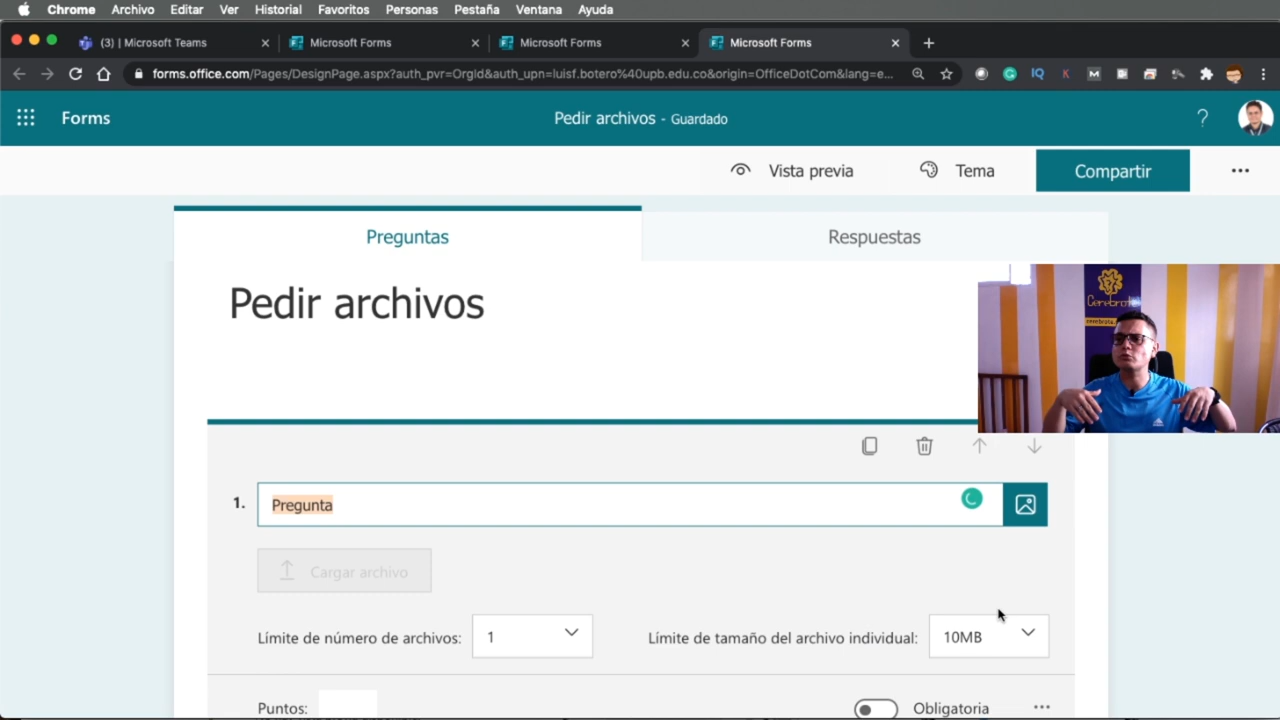 Chrome Archivo Editar Ver Historial Favoritos Personas Pestaña Ventana Ayuda
(3) | Microsoft Teams Microsoft Forms Microsoft Forms Microsoft Forms
forms.office.com/Pages/DesignPage.aspx?auth_pvr=OrgId&auth_upn=luisf.botero%40upb.edu.co&origin=OfficeDotCom&lang=e...
Forms Pedir archivos - Guardado ?
Vista previa Tema Compartir ...
Preguntas Respuestas
Pedir archivos
Cerebrote
1. Pregunta
Cargar archivo
Límite de número de archivos: 1 Límite de tamaño del archivo individual: 10MB
Puntos: Obligatoria ...